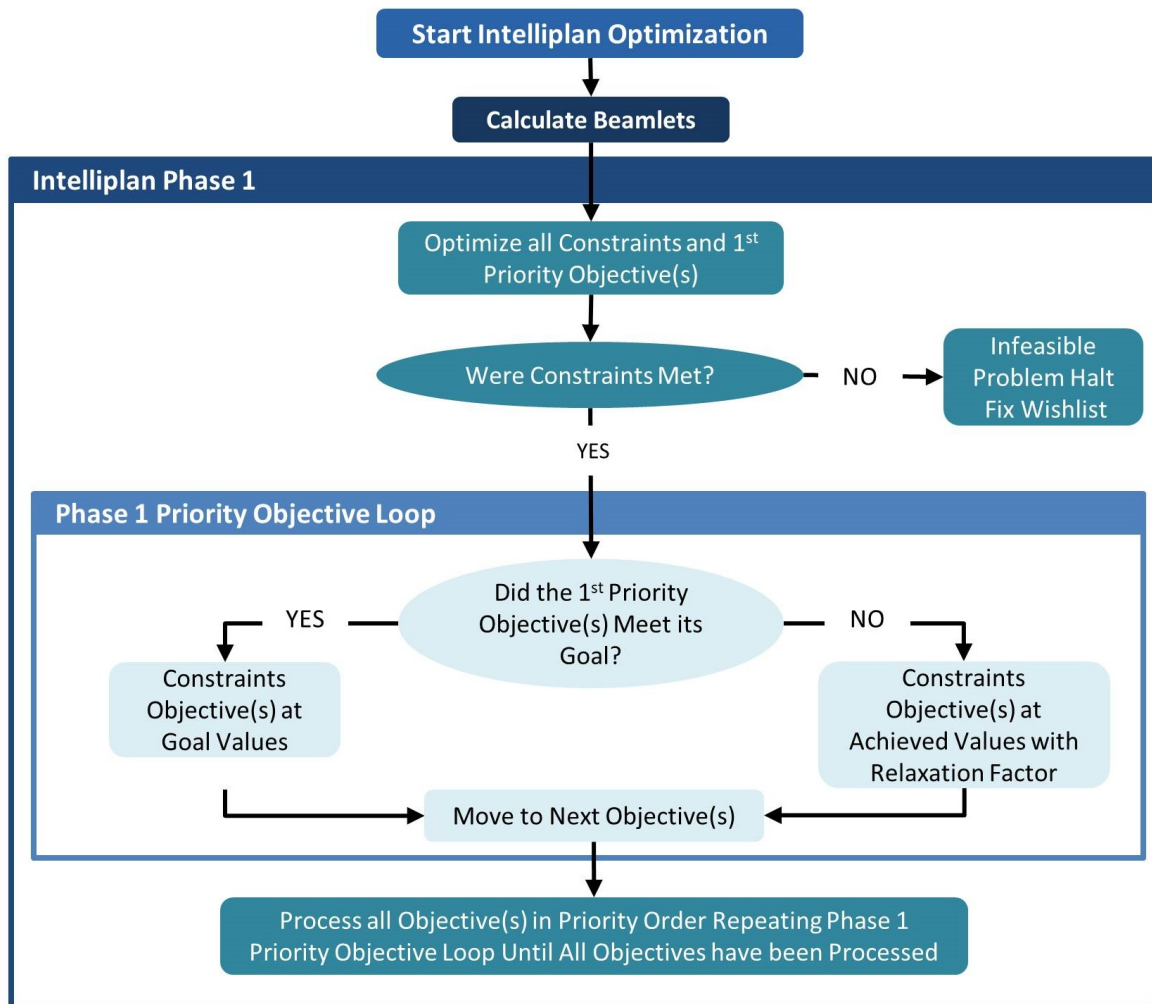 Start Intelliplan Optimization
Calculate Beamlets
Intelliplan Phase 1
Optimize all Constraints and 1st
Priority Objective(s)
Were Constraints Met?
NO
Infeasible
Problem Halt
Fix Wishlist
YES
Phase 1 Priority Objective Loop
Did the 1st Priority
Objective(s) Meet its
Goal?
YES
NO
Constraints
Objective(s) at
Goal Values
Constraints
Objective(s) at
Achieved Values with
Relaxation Factor
Move to Next Objective(s)
Process all Objective(s) in Priority Order Repeating Phase 1
Priority Objective Loop Until All Objectives have been Processed